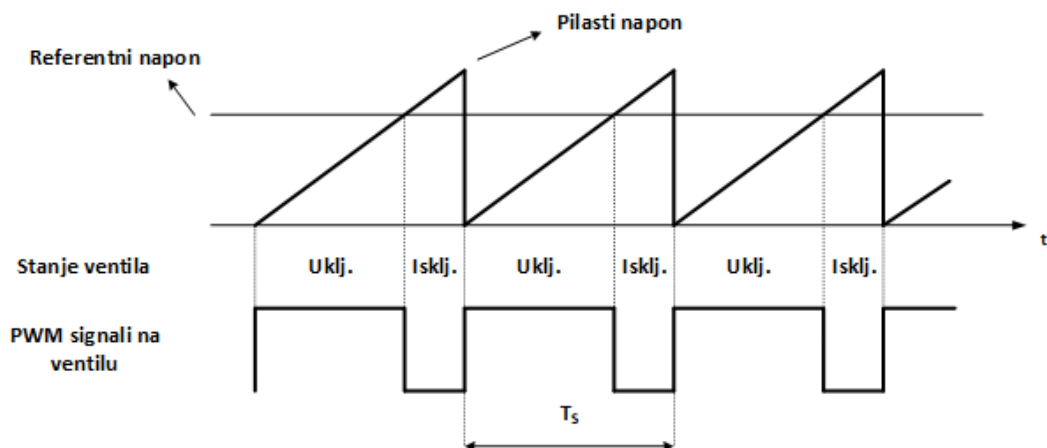 Pilasti napon
Referentni napon
t
Stanje ventila
Uklj.
Isklj.
Uklj.
Isklj.
Uklj.
Isklj.
PWM signali na
ventilu
Ts